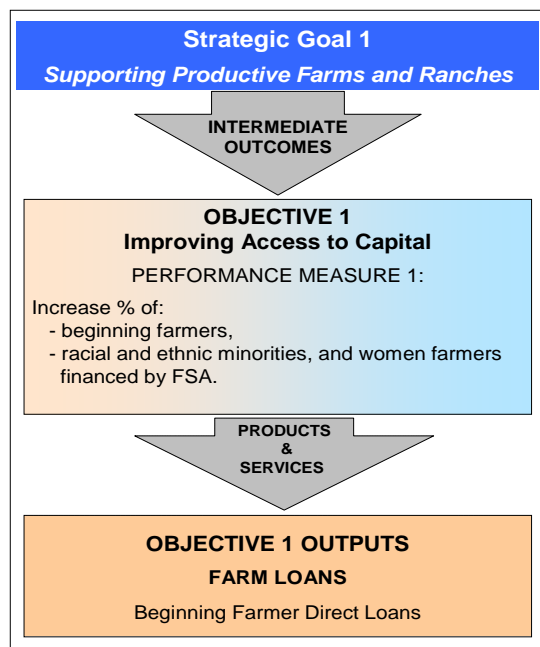 Strategic Goal 1
Supporting Productive Farms and Ranches
INTERMEDIATE
OUTCOMES
OBJECTIVE 1
Improving Access to Capital
PERFORMANCE MEASURE 1:
Increase % of:
- beginning farmers,
- racial and ethnic minorities, and women farmers
financed by FSA.
PRODUCTS
&
SERVICES
OBJECTIVE 1 OUTPUTS
FARM LOANS
Beginning Farmer Direct Loans